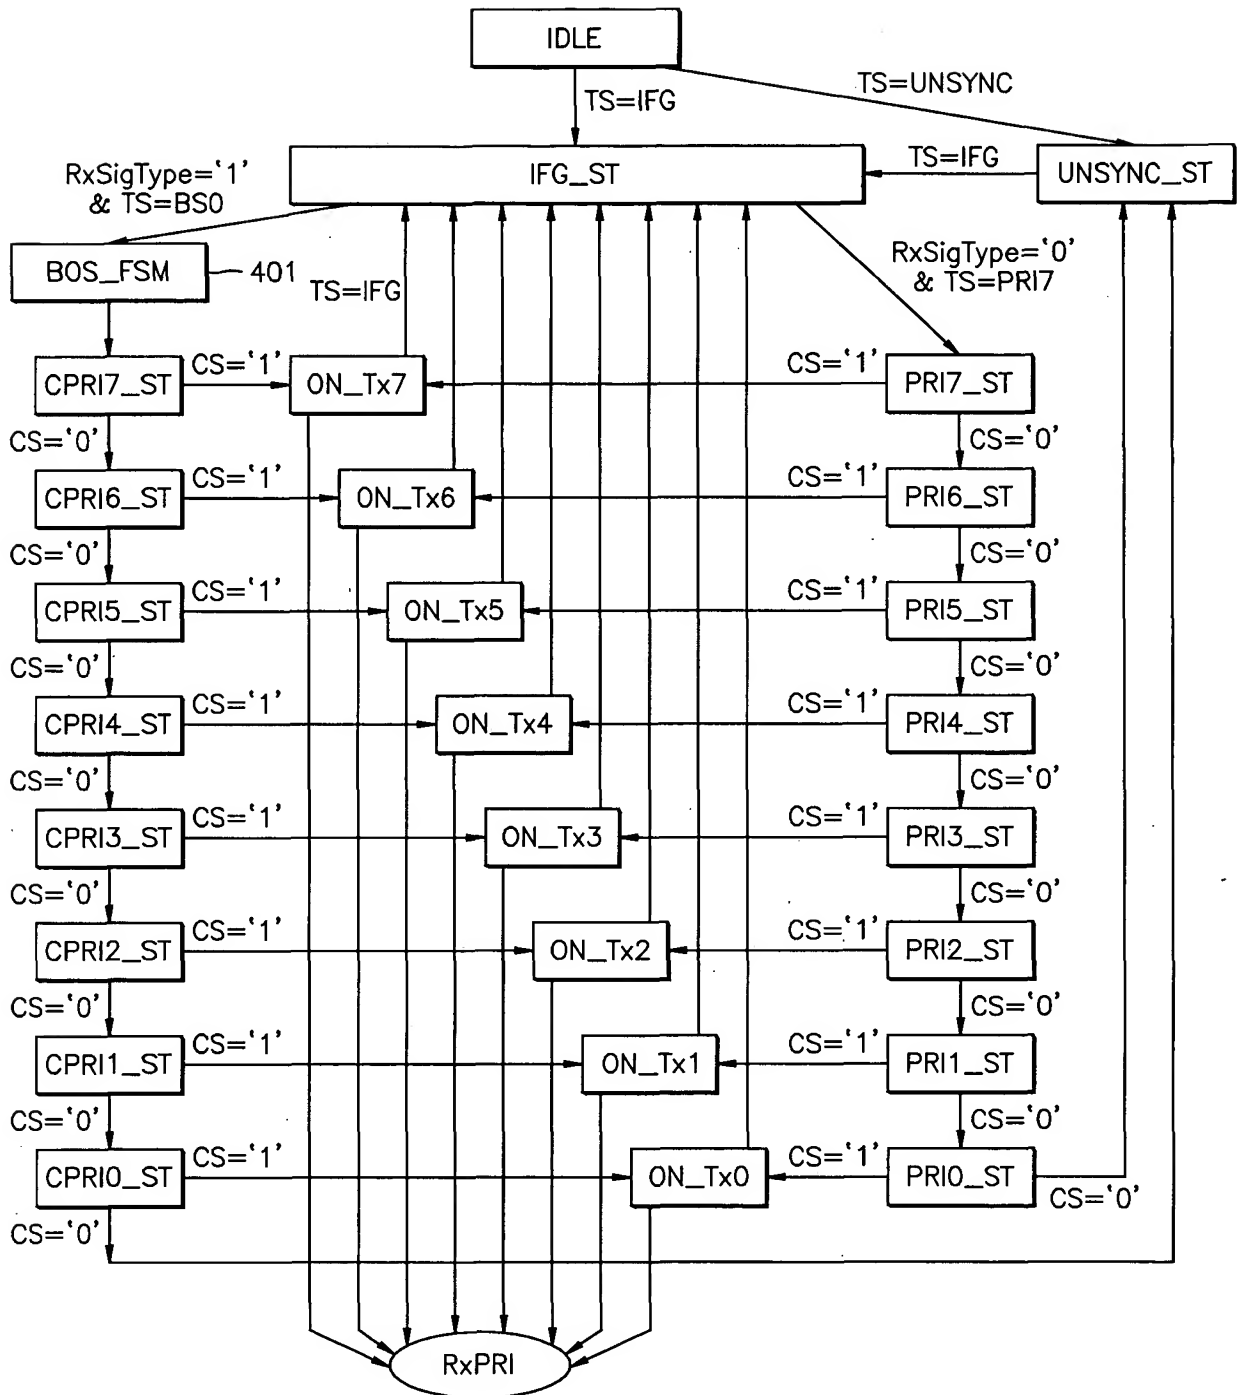 IDLE
TS=IFG
TS=UNSYNC
IFG_ST
TS=IFG
UNSYNC_ST
RxSigType='1'
& TS=BS0
BOS_FSM
401
TS=IFG
RxSigType='0'
& TS=PRI7
CPRI7_ST
CS='1'
ON_Tx7
CS='1'
PRI7_ST
CS='0'
CS='0'
CPRI6_ST
CS='1'
ON_Tx6
CS='1'
PRI6_ST
CS='0'
CS='0'
CPRI5_ST
CS='1'
ON_Tx5
CS='1'
PRI5_ST
CS='0'
CS='0'
CPRI4_ST
CS='1'
ON_Tx4
CS='1'
PRI4_ST
CS='0'
CS='0'
CPRI3_ST
CS='1'
ON_Tx3
CS='1'
PRI3_ST
CS='0'
CS='0'
CPRI2_ST
CS='1'
ON_Tx2
CS='1'
PRI2_ST
CS='0'
CS='0'
CPRI1_ST
CS='1'
ON_Tx1
CS='1'
PRI1_ST
CS='0'
CS='0'
CPRI0_ST
CS='1'
ON_Tx0
CS='1'
PRI0_ST
CS='0'
CS='0'
RxPRI